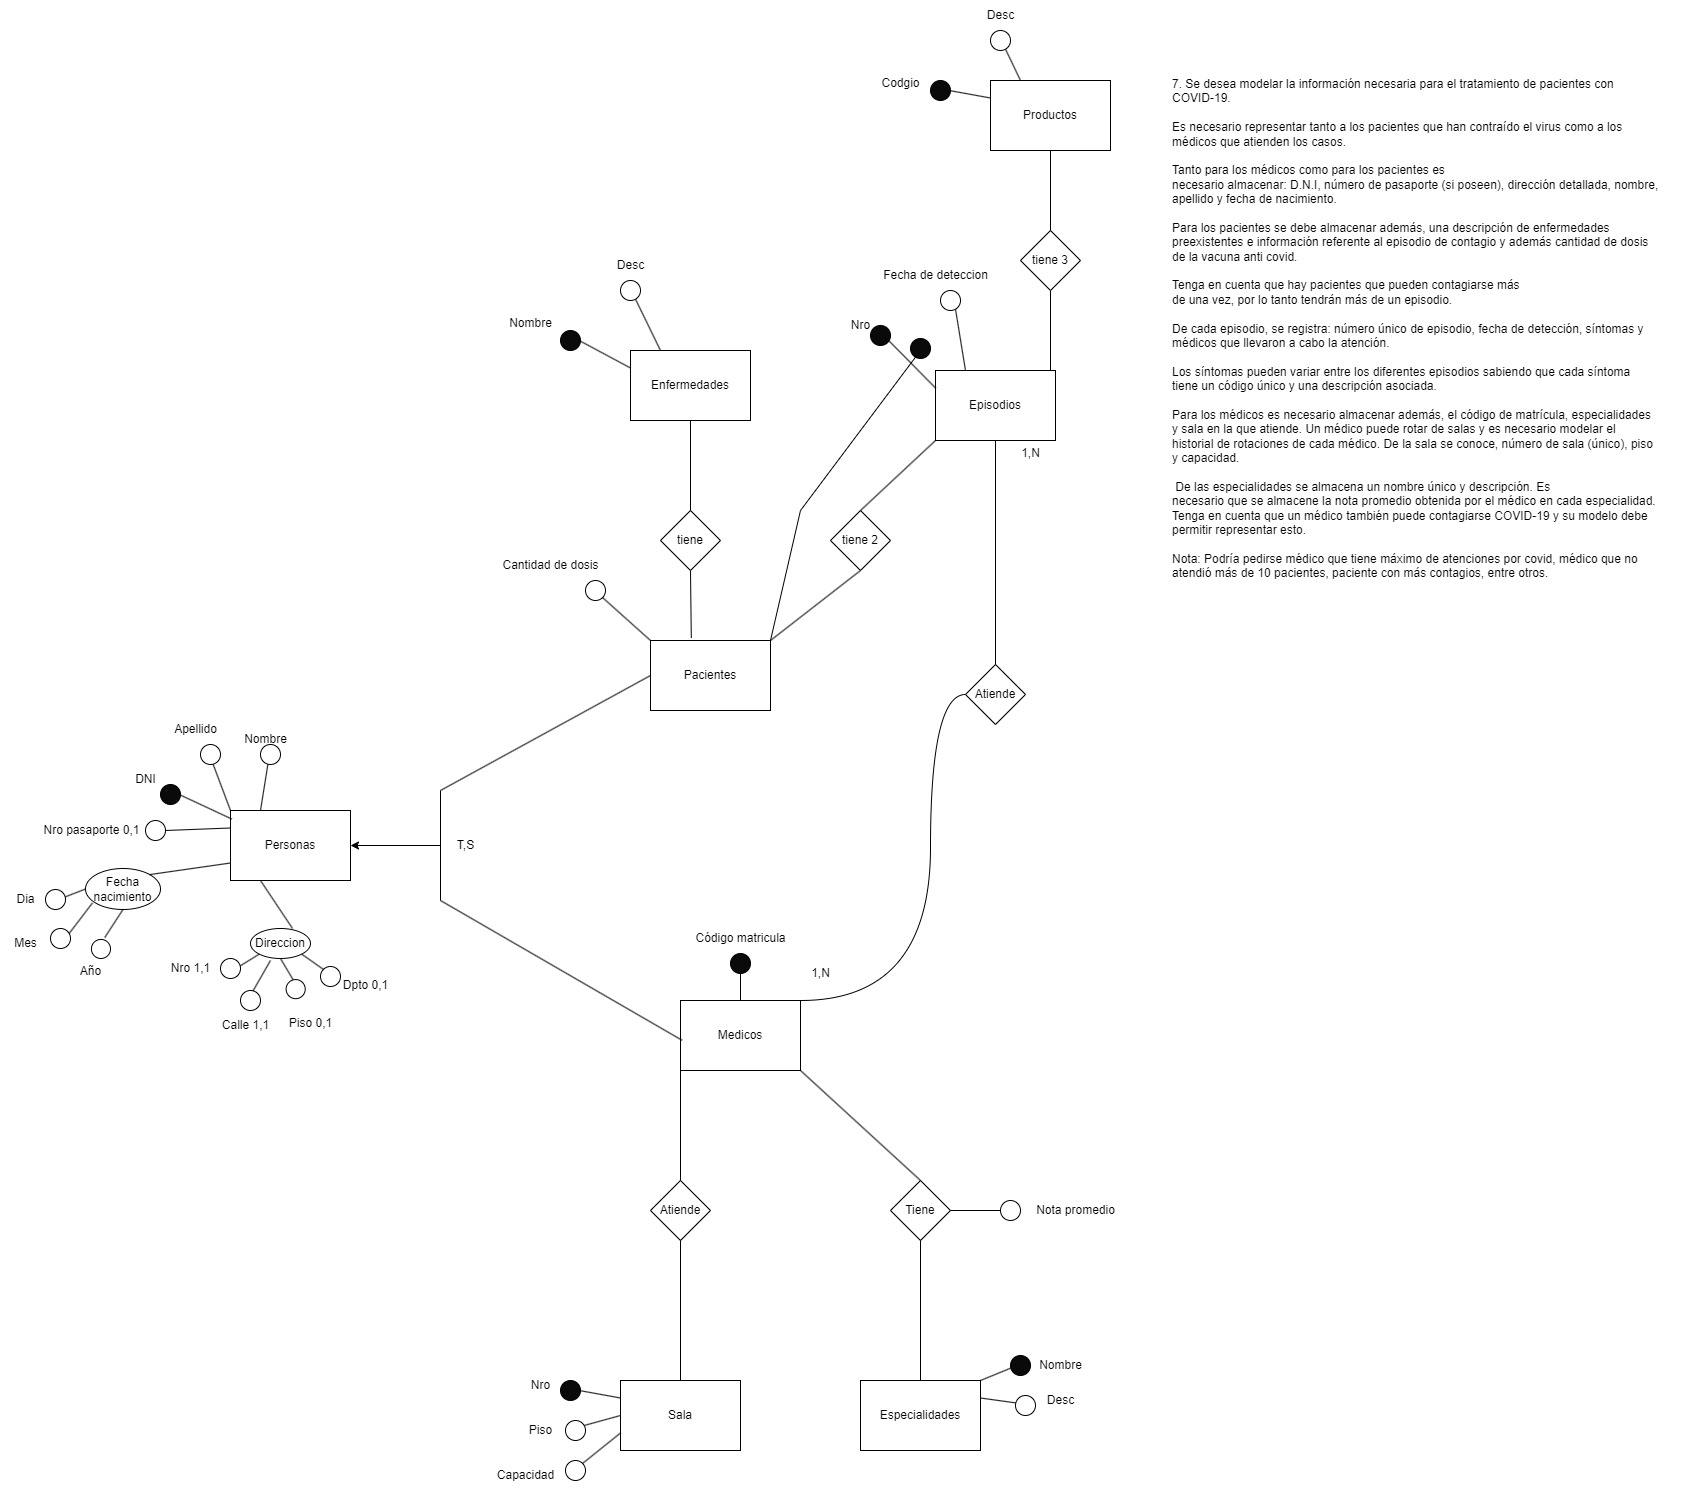 Desc
Codgio
Productos
tiene 3
7. Se desea modelar la información necesaria para el tratamiento de pacientes con
COVID-19.
Es necesario representar tanto a los pacientes que han contraído el virus como a los
médicos que atienden los casos.
Tanto para los médicos como para los pacientes es
necesario almacenar: D.N.I, número de pasaporte (si poseen), dirección detallada, nombre,
apellido y fecha de nacimiento.
Para los pacientes se debe almacenar además, una descripción de enfermedades
preexistentes e información referente al episodio de contagio y además cantidad de dosis
de la vacuna anti covid.
Tenga en cuenta que hay pacientes que pueden contagiarse más
de una vez, por lo tanto tendrán más de un episodio.
De cada episodio, se registra: número único de episodio, fecha de detección, síntomas y
médicos que llevaron a cabo la atención.
Los síntomas pueden variar entre los diferentes episodios sabiendo que cada síntoma
tiene un código único y una descripción asociada.
Para los médicos es necesario almacenar además, el código de matrícula, especialidades
y sala en la que atiende. Un médico puede rotar de salas y es necesario modelar el
historial de rotaciones de cada médico. De la sala se conoce, número de sala (único), piso
y capacidad.
De las especialidades se almacena un nombre único y descripción. Es
necesario que se almacene la nota promedio obtenida por el médico en cada especialidad.
Tenga en cuenta que un médico también puede contagiarse COVID-19 y su modelo debe
permitir representar esto.
Nota: Podría pedirse médico que tiene máximo de atenciones por covid, médico que no
atendió más de 10 pacientes, paciente con más contagios, entre otros.
Desc
Nombre
Enfermedades
Fecha de deteccion
Nro
Episodios
1,N
tiene
tiene 2
Cantidad de dosis
Pacientes
Atiende
Apellido
Nombre
DNI
Nro pasaporte 0,1
Personas
T,S
Fecha
nacimiento
Dia
Mes
Año
Direccion
Nro 1,1
Calle 1,1
Piso 0,1
Dpto 0,1
Código matricula
1,N
Medicos
Atiende
Tiene
Nota promedio
Nro
Piso
Capacidad
Sala
Especialidades
Nombre
Desc